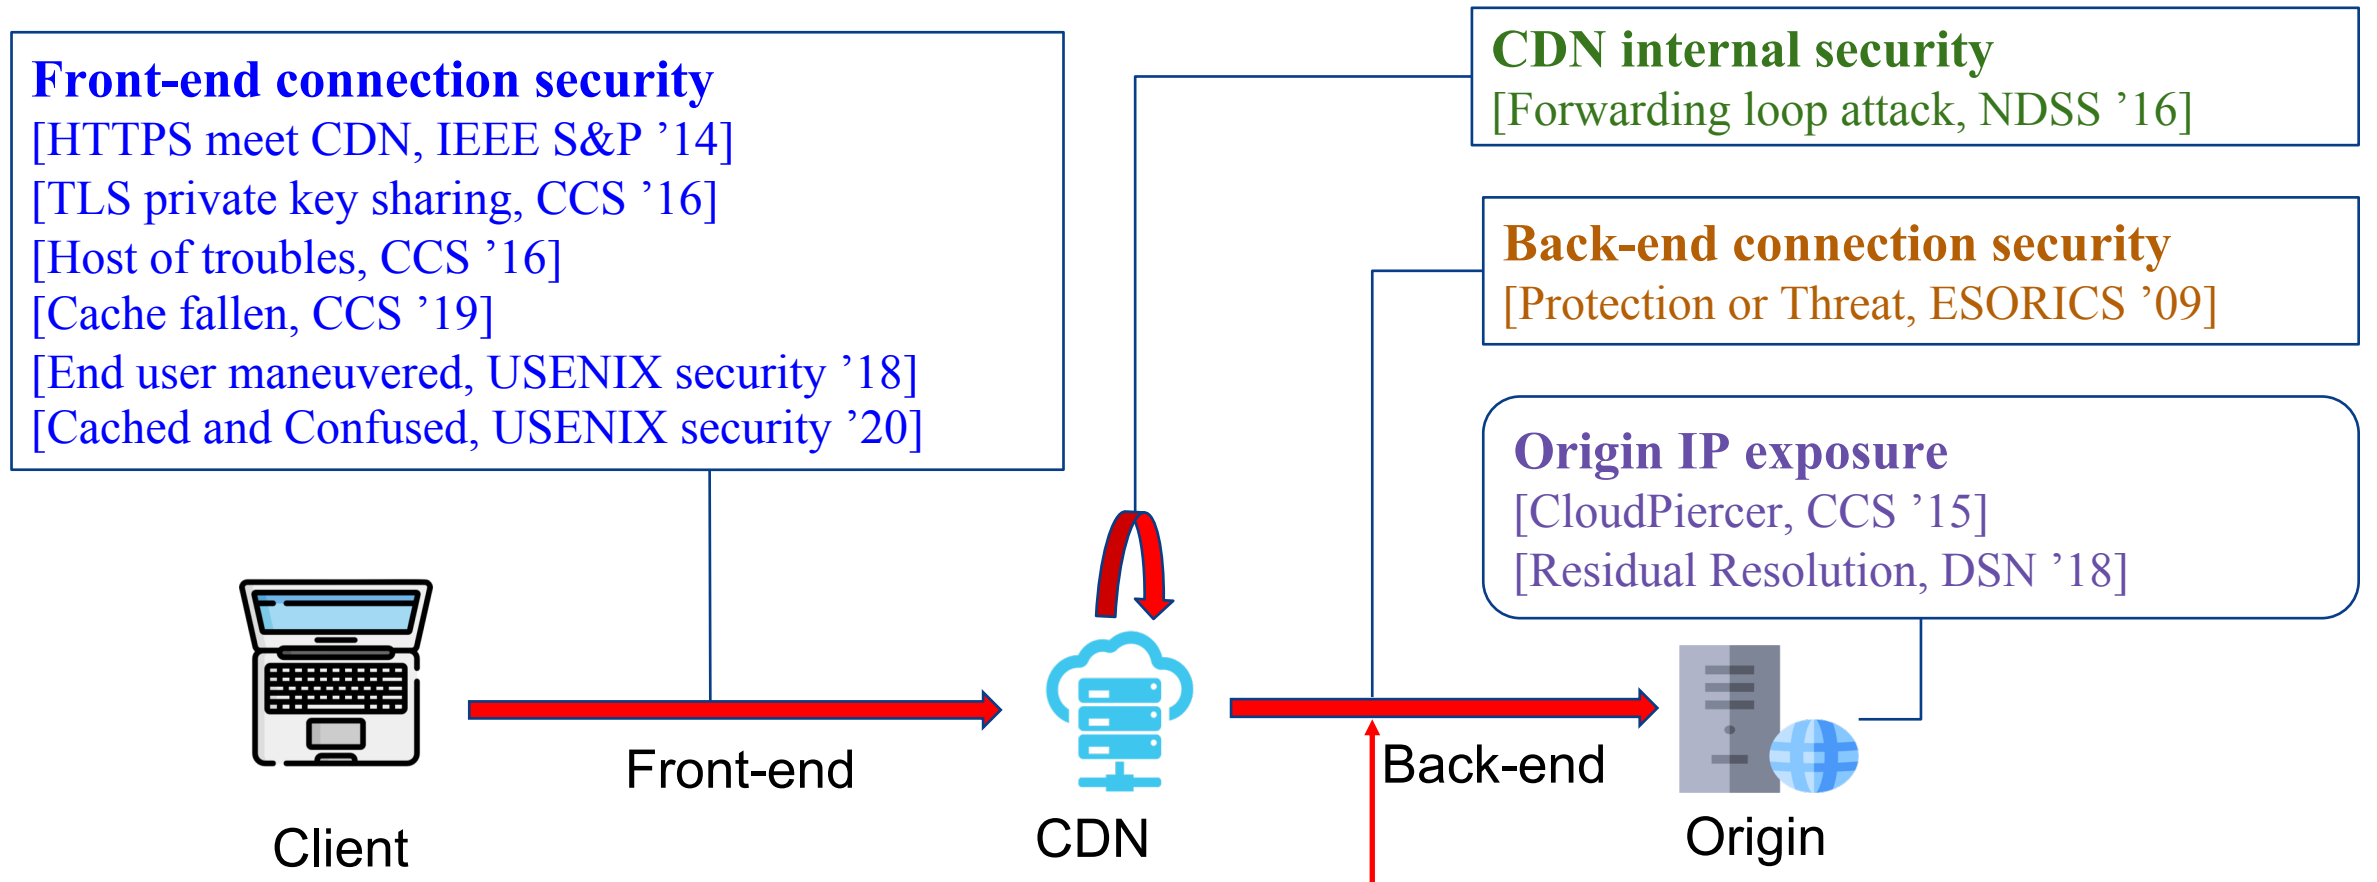 Front-end connection security
[HTTPS meet CDN, IEEE S&P ’14]
[TLS private key sharing, CCS ’16]
[Host of troubles, CCS ’16]
[Cache fallen, CCS ’19]
[End user maneuvered, USENIX security ’18]
[Cached and Confused, USENIX security ’20]
CDN internal security
[Forwarding loop attack, NDSS ’16]
Back-end connection security
[Protection or Threat, ESORICS ’09]
Origin IP exposure
[CloudPiercer, CCS ’15]
[Residual Resolution, DSN ’18]
Front-end
Back-end
Client
CDN
Origin